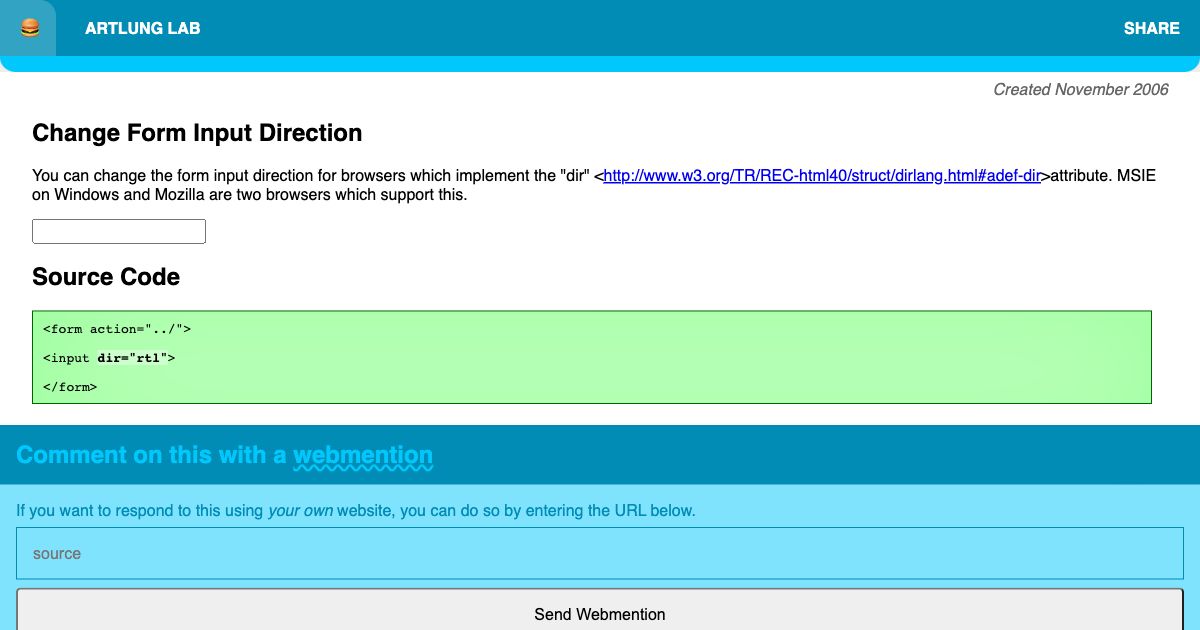 ARTLUNG LAB
SHARE
Created November 2006
Change Form Input Direction
You can change the form input direction for browsers which implement the "dir" <http://www.w3.org/TR/REC-html40/struct/dirlang.html#adef-dir>attribute. MSIE
on Windows and Mozilla are two browsers which support this.
Source Code
<form action="../">
<input dir="rtl">
</form>
Comment on this with a webmention
If you want to respond to this using your own website, you can do so by entering the URL below.
source
Send Webmention